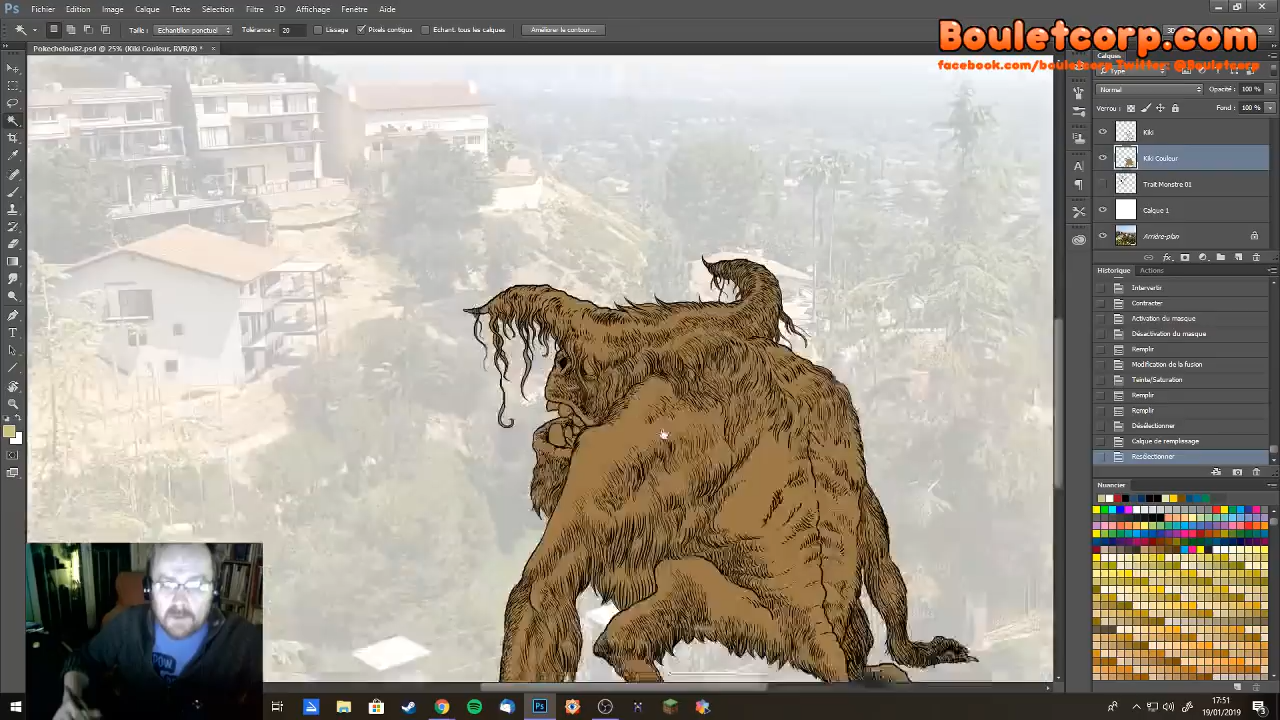 Ps Fichier Edition Image Calque Texte Sélection Filtre 3D Affichage Fenêtre Aide
Bouletcorp.com
facebook.com/bouletcorp Twitter: @Bouletcorp
Taille : Echantillon ponctuel Tolérance : 20 Lissage Pixels contigus Echant. tous les calques Améliorer le contour...
Pokechelou82.psd @ 25% (Kiki Couleur, RVB/8) *
Calques
Type
Normal Opacité : 100 %
Verrou : Fond : 100 %
Kiki
Kiki Couleur
Trait Monstre 01
Calque 1
Arrière-plan
Historique Actions
Intervertir
Contracter
Activation du masque
Désactivation du masque
Remplir
Modification de la fusion
Teinte/Saturation
Remplir
Remplir
Désélectionner
Calque de remplissage
Resélectionner
Nuancier
POW
17:51
19/01/2019